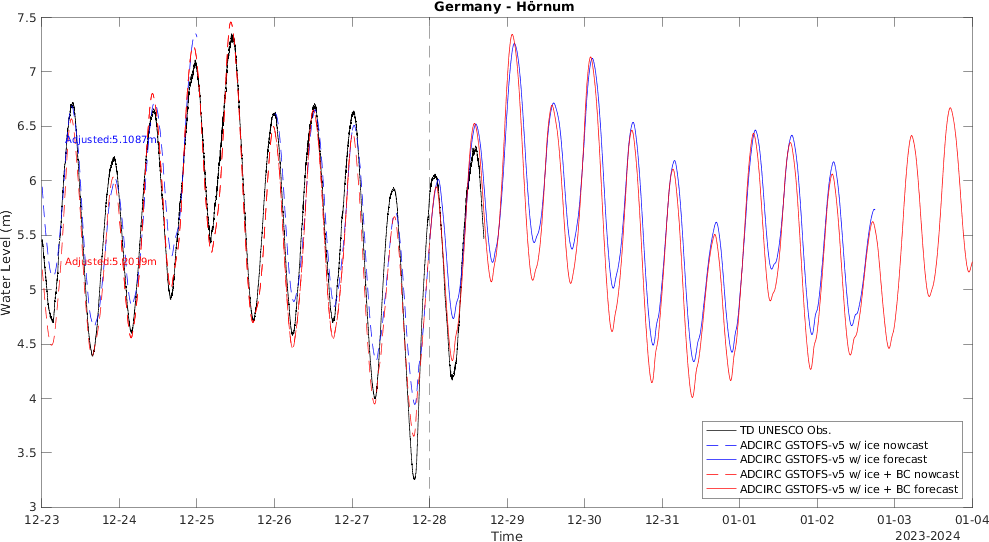 Germany - Hörnum
7.5
7
6.5
6
5.5
5
4.5
4
3.5
3
Water Level (m)
Adjusted:5.1087m
Adjusted:5.2019m
TD UNESCO Obs.
ADCIRC GSTOFS-v5 w/ ice nowcast
ADCIRC GSTOFS-v5 w/ ice forecast
ADCIRC GSTOFS-v5 w/ ice + BC nowcast
ADCIRC GSTOFS-v5 w/ ice + BC forecast
12-23 12-24 12-25 12-26 12-27 12-28 12-29 12-30 12-31 01-01 01-02 01-03 01-04
Time
2023-2024